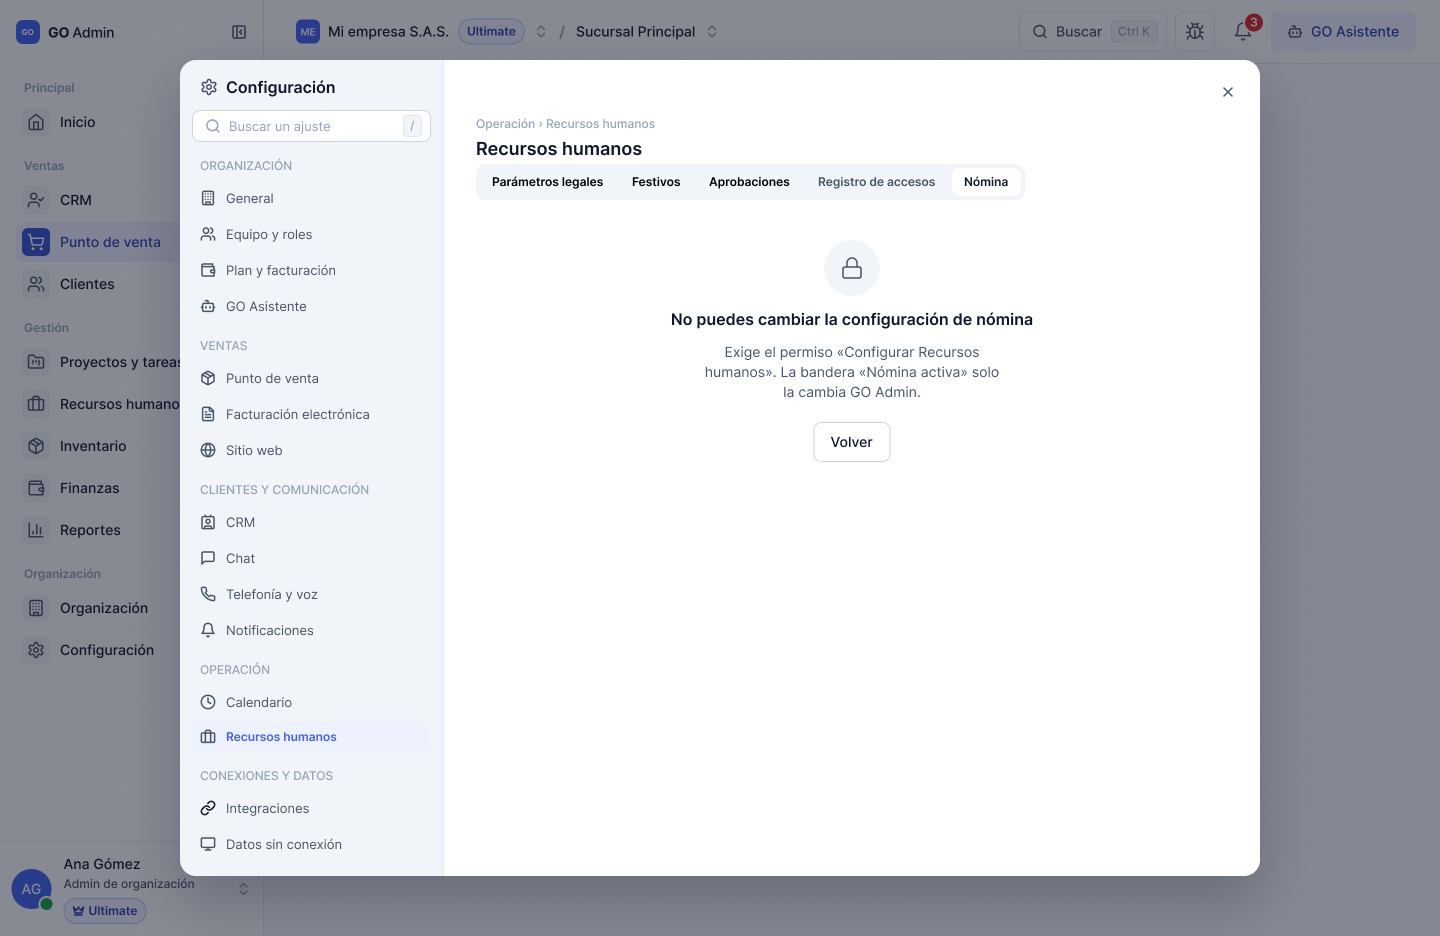 GO
GO Admin
ME
Mi empresa S.A.S.
Ultimate
/
Sucursal Principal
Buscar
Ctrl K
3
GO Asistente
Principal
Inicio
Ventas
CRM
Punto de venta
Clientes
Gestión
Proyectos y tareas
Recursos humano
Inventario
Finanzas
Reportes
Organización
Organización
Configuración
AG
Ana Gómez
Admin de organización
Ultimate
Configuración
Buscar un ajuste
/
ORGANIZACIÓN
General
Equipo y roles
Plan y facturación
GO Asistente
VENTAS
Punto de venta
Facturación electrónica
Sitio web
CLIENTES Y COMUNICACIÓN
CRM
Chat
Telefonía y voz
Notificaciones
OPERACIÓN
Calendario
Recursos humanos
CONEXIONES Y DATOS
Integraciones
Datos sin conexión
Operación › Recursos humanos
Recursos humanos
Parámetros legales
Festivos
Aprobaciones
Registro de accesos
Nómina
No puedes cambiar la configuración de nómina
Exige el permiso «Configurar Recursos
humanos». La bandera «Nómina activa» solo
la cambia GO Admin.
Volver